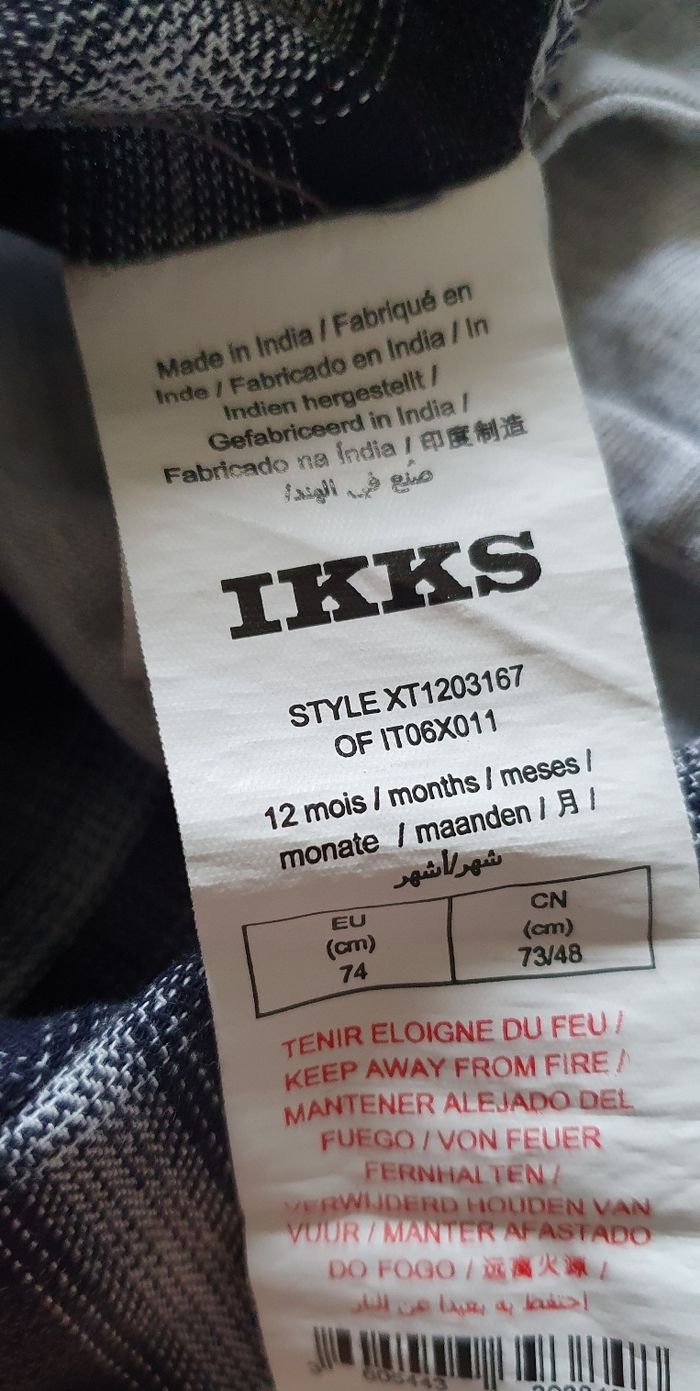 Made in India / Fabriqué en
Inde / Fabricado en India / In
Indien hergestellt /
Gefabriceerd in India /
Fabricado na Índia / 印度制造
صُنع في الهند/
IKKS
STYLE XT1203167
OF IT06X011
12 mois / months / meses /
monate / maanden / 月 /
شهر/أشهر
EU
(cm)
74
CN
(cm)
73/48
TENIR ELOIGNE DU FEU /
KEEP AWAY FROM FIRE /
MANTENER ALEJADO DEL
FUEGO / VON FEUER
FERNHALTEN /
VERWIJDERD HOUDEN VAN
VUUR / MANTER AFASTADO
DO FOGO / 远离火源 /
احتفظ به بعيدا عن النار